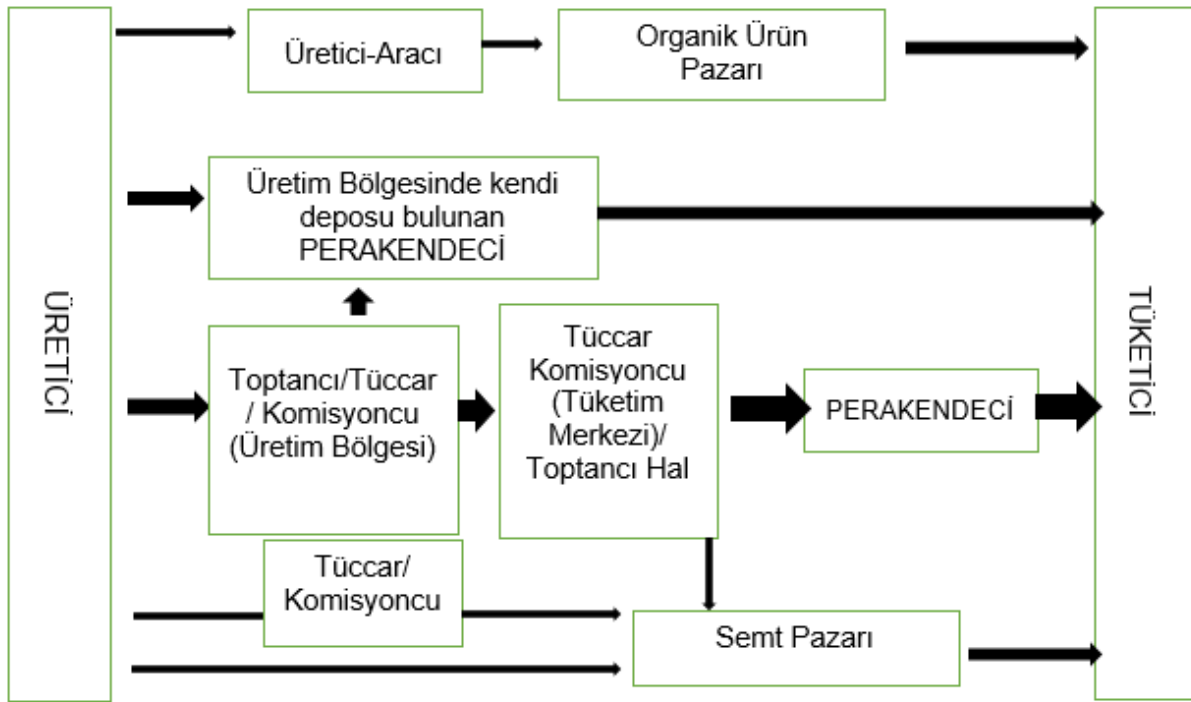 ÜRETİCİ
Üretici-Aracı
Organik Ürün
Pazarı
Üretim Bölgesinde kendi
deposu bulunan
PERAKENDECİ
Toptancı/Tüccar
/ Komisyoncu
(Üretim Bölgesi)
Tüccar
Komisyoncu
(Tüketim
Merkezi)/
Toptancı Hal
PERAKENDECİ
Tüccar/
Komisyoncu
Semt Pazarı
TÜKETİCİ